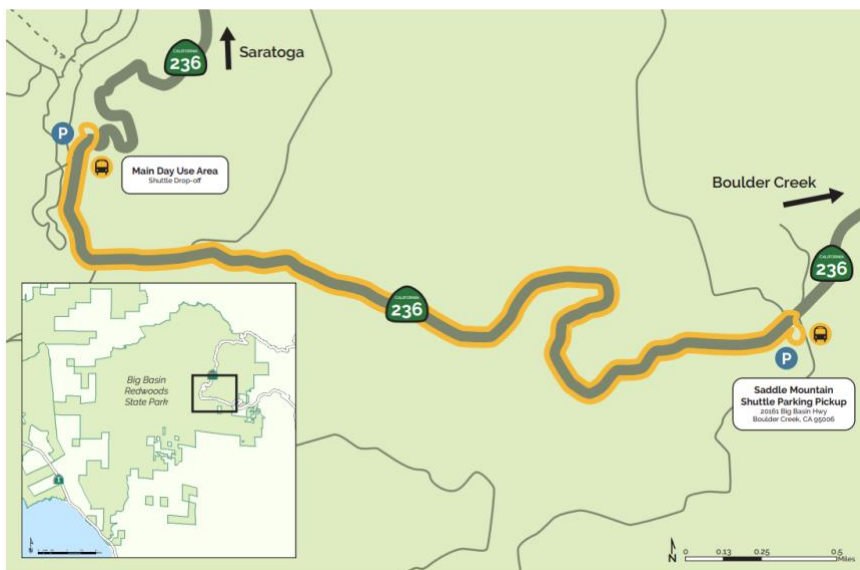 CALIFORNIA
236
Saratoga
P
Main Day Use Area
Shuttle Drop-off
Boulder Creek
CALIFORNIA
236
CALIFORNIA
236
P
Saddle Mountain
Shuttle Parking Pickup
20161 Big Basin Hwy
Boulder Creek, CA 95006
Big Basin
Redwoods
State Park
N
N
0 0.13 0.25 0.5
Miles